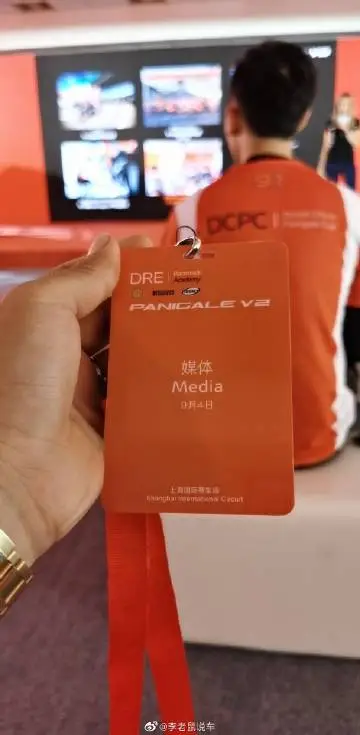 DCPC
DRE | Racetrack
Academy
PANIGALE V2
媒体
Media
9月4日
上海国际赛车场
Shanghai International Circuit
@李老鼠说车